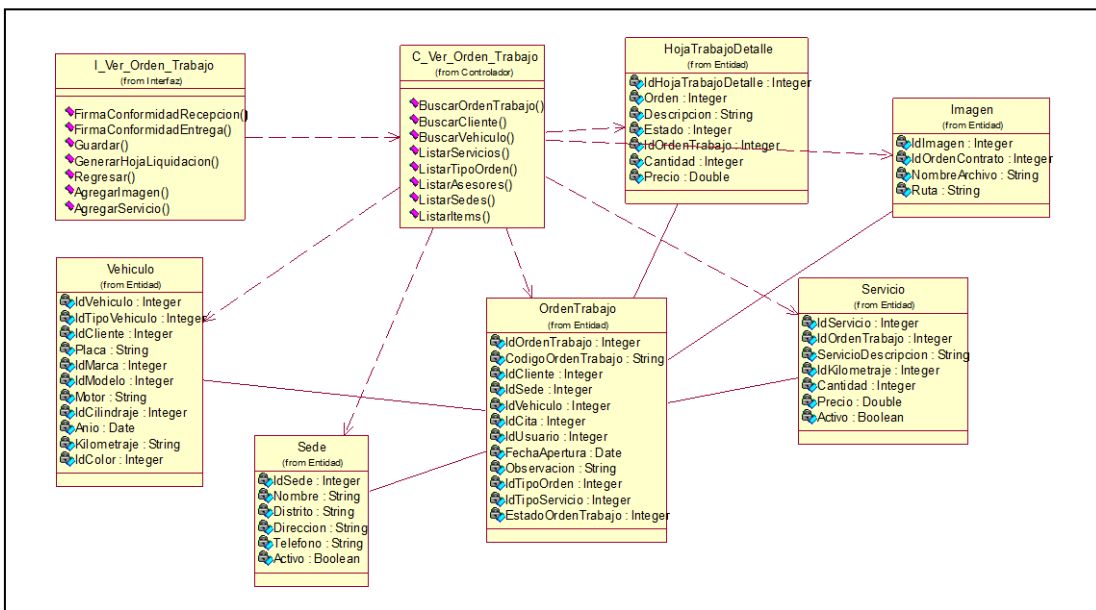 I_Ver_Orden_Trabajo
(from Interfaz)
FirmaConformidadRecepcion()
FirmaConformidadEntrega()
Guardar()
GenerarHojaLiquidacion()
Regresar()
AgregarImagen()
AgregarServicio()
C_Ver_Orden_Trabajo
(from Controlador)
BuscarOrdenTrabajo()
BuscarCliente()
BuscarVehiculo()
ListarServicios()
ListarTipoOrden()
ListarAsesores()
ListarSedes()
ListarItems()
HojaTrabajoDetalle
(from Entidad)
IdHojaTrabajoDetalle : Integer
Orden : Integer
Descripcion : String
Estado : Integer
IdOrdenTrabajo : Integer
Cantidad : Integer
Precio : Double
Imagen
(from Entidad)
IdImagen : Integer
IdOrdenContrato : Integer
NombreArchivo : String
Ruta : String
Vehiculo
(from Entidad)
IdVehiculo : Integer
IdTipoVehiculo : Integer
IdCliente : Integer
Placa : String
IdMarca : Integer
IdModelo : Integer
Motor : String
IdCilindraje : Integer
Anio : Date
Kilometraje : String
IdColor : Integer
Sede
(from Entidad)
IdSede : Integer
Nombre : String
Distrito : String
Direccion : String
Telefono : String
Activo : Boolean
OrdenTrabajo
(from Entidad)
IdOrdenTrabajo : Integer
CodigoOrdenTrabajo : String
IdCliente : Integer
IdSede : Integer
IdVehiculo : Integer
IdCita : Integer
IdUsuario : Integer
FechaApertura : Date
Observacion : String
IdTipoOrden : Integer
IdTipoServicio : Integer
EstadoOrdenTrabajo : Integer
Servicio
(from Entidad)
IdServicio : Integer
IdOrdenTrabajo : Integer
ServicioDescripcion : String
IdKilometraje : Integer
Cantidad : Integer
Precio : Double
Activo : Boolean